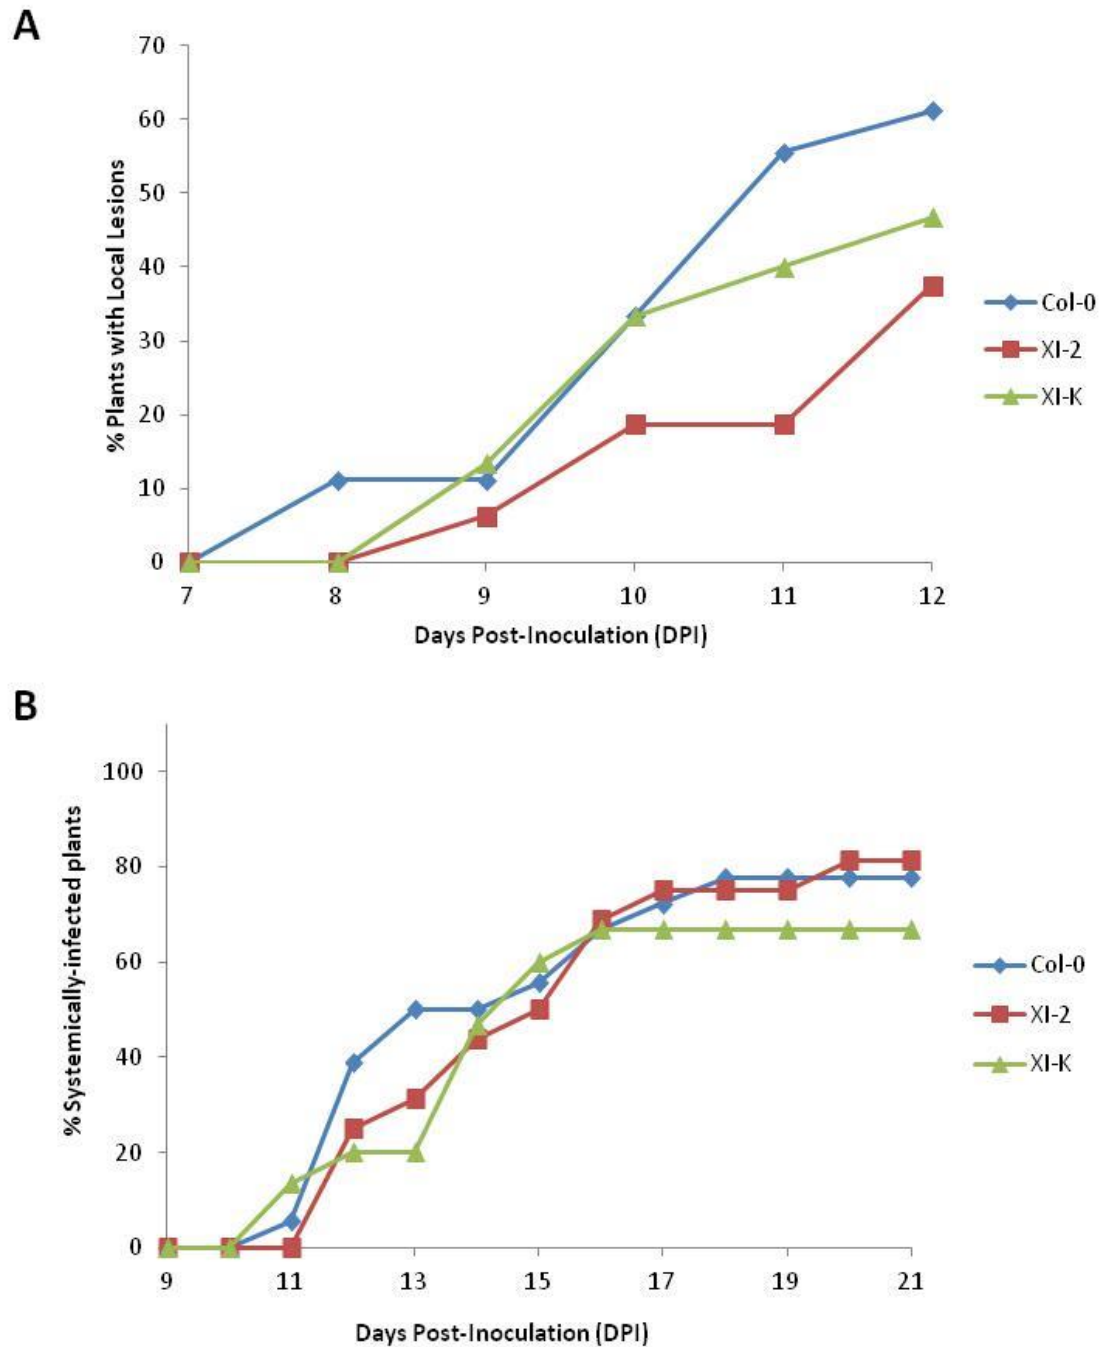 A
70
60
50
40
30
20
10
0
% Plants with Local Lesions
7 8 9 10 11 12
Days Post-Inoculation (DPI)
Col-0
XI-2
XI-K
B
100
80
60
40
20
0
% Systemically-infected plants
9 11 13 15 17 19 21
Days Post-Inoculation (DPI)
Col-0
XI-2
XI-K